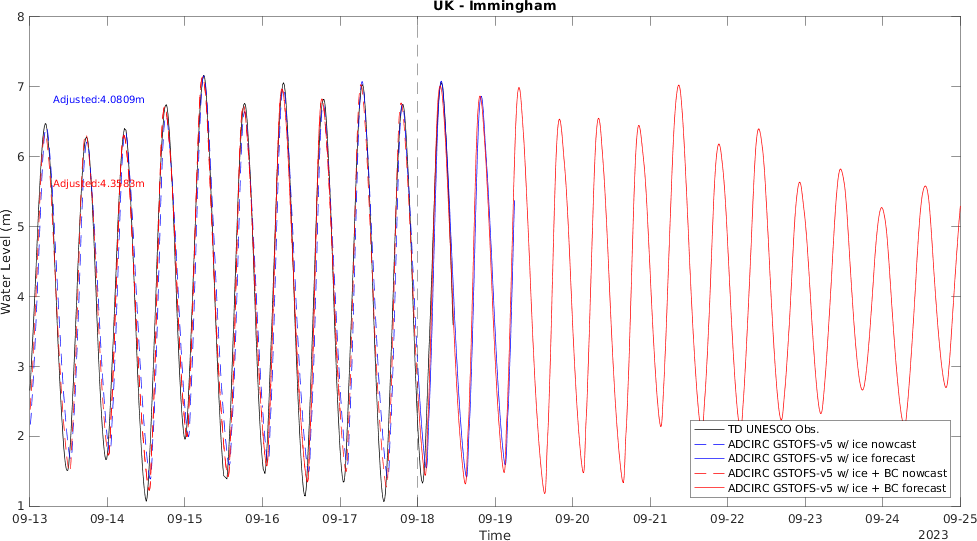 UK - Immingham
8
7
6
5
4
3
2
1
Water Level (m)
Adjusted:4.0809m
Adjusted:4.3583m
TD UNESCO Obs.
ADCIRC GSTOFS-v5 w/ ice nowcast
ADCIRC GSTOFS-v5 w/ ice forecast
ADCIRC GSTOFS-v5 w/ ice + BC nowcast
ADCIRC GSTOFS-v5 w/ ice + BC forecast
09-13 09-14 09-15 09-16 09-17 09-18 09-19 09-20 09-21 09-22 09-23 09-24 09-25
Time
2023